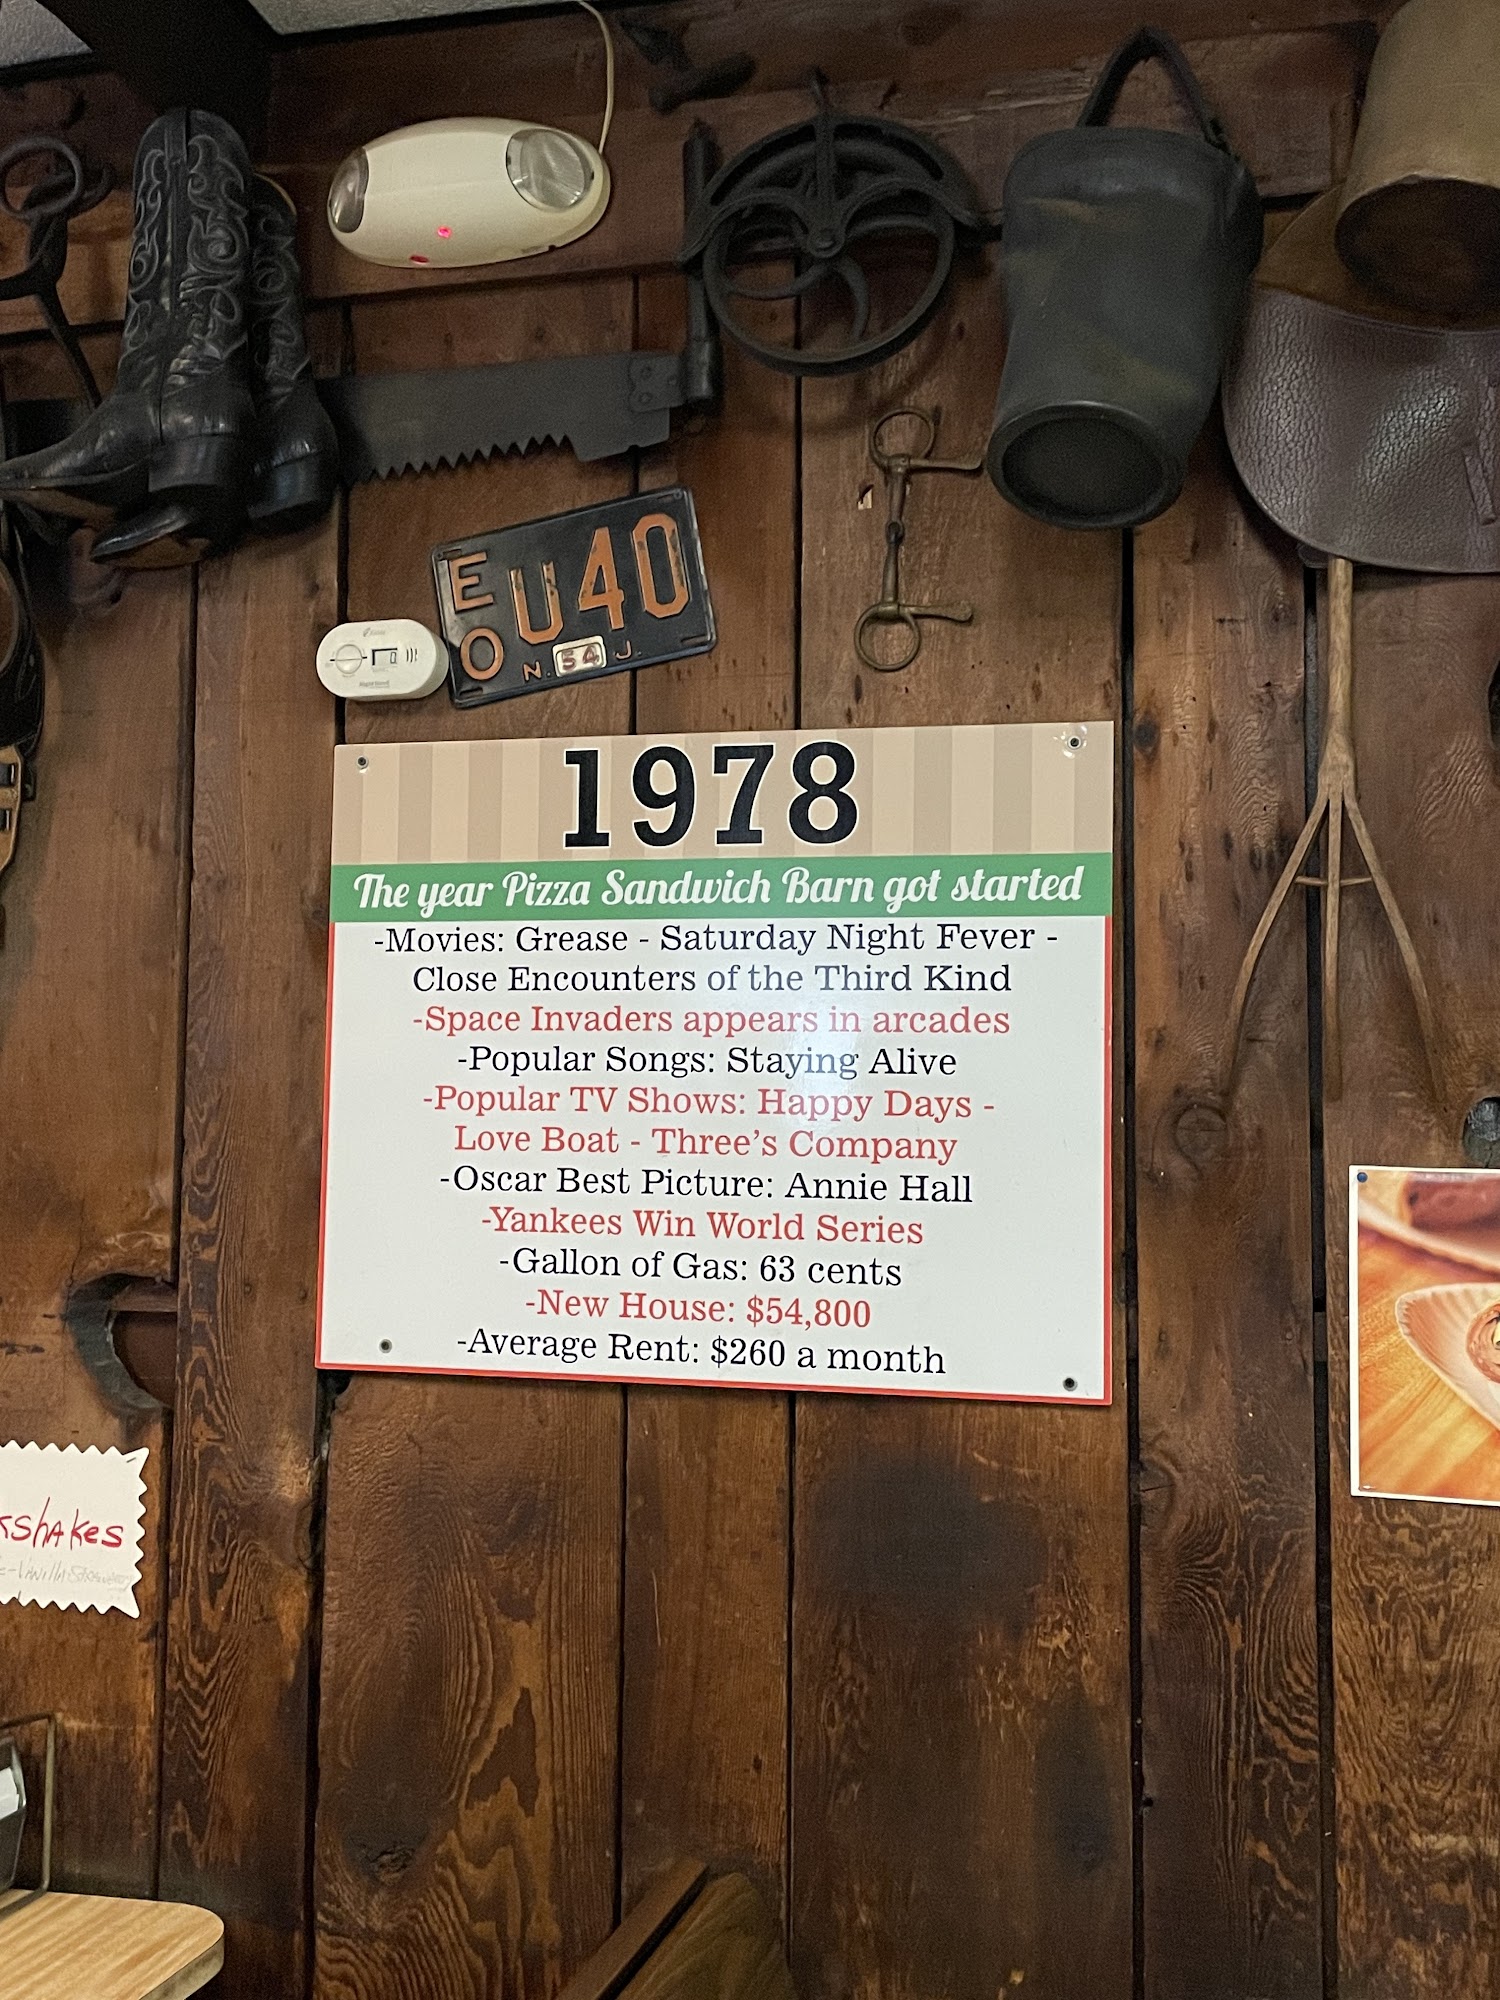 EO U40
N. 54 J.
1978
The year Pizza Sandwich Barn got started
-Movies: Grease - Saturday Night Fever -
Close Encounters of the Third Kind
-Space Invaders appears in arcades
-Popular Songs: Staying Alive
-Popular TV Shows: Happy Days -
Love Boat - Three's Company
-Oscar Best Picture: Annie Hall
-Yankees Win World Series
-Gallon of Gas: 63 cents
-New House: $54,800
-Average Rent: $260 a month
kshakes